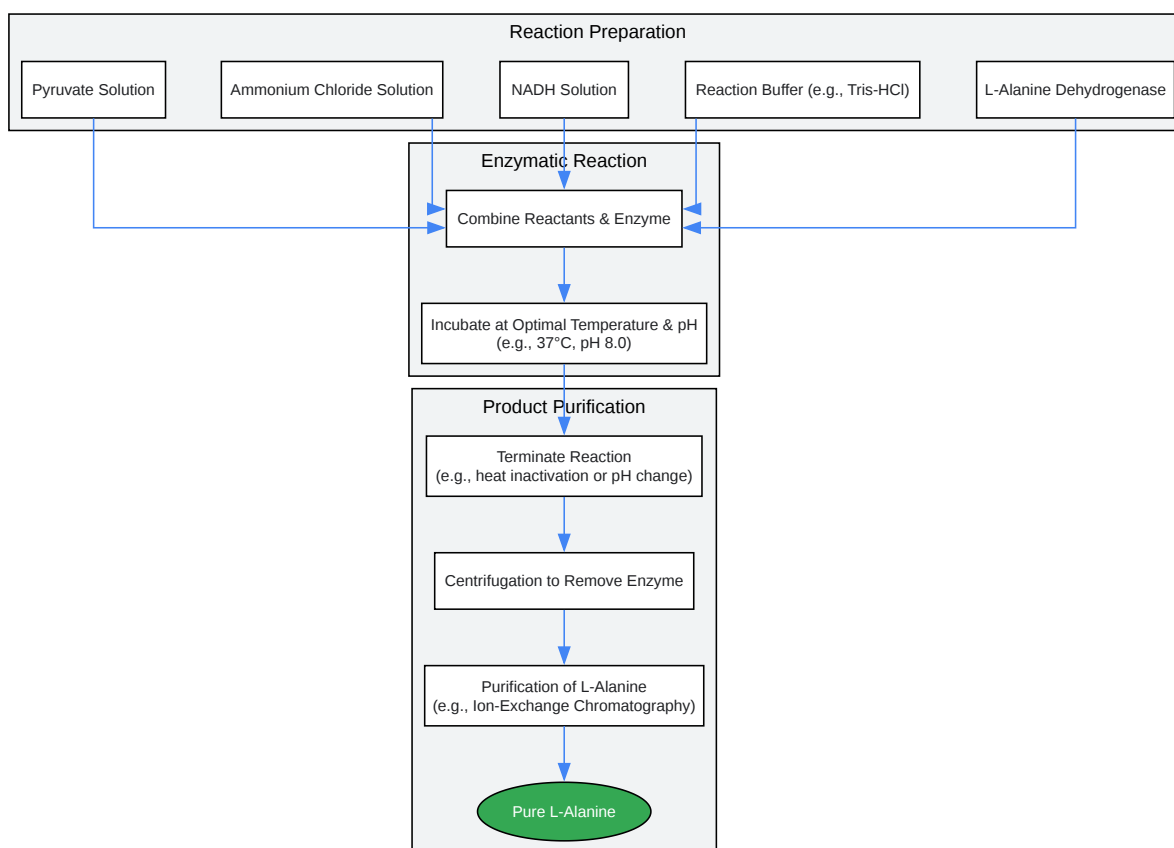 Reaction Preparation
Pyruvate Solution
Ammonium Chloride Solution
NADH Solution
Reaction Buffer (e.g., Tris-HCl)
L-Alanine Dehydrogenase
Enzymatic Reaction
Combine Reactants & Enzyme
Incubate at Optimal Temperature & pH
(e.g., 37°C, pH 8.0)
Product Purification
Terminate Reaction
(e.g., heat inactivation or pH change)
Centrifugation to Remove Enzyme
Purification of L-Alanine
(e.g., Ion-Exchange Chromatography)
Pure L-Alanine